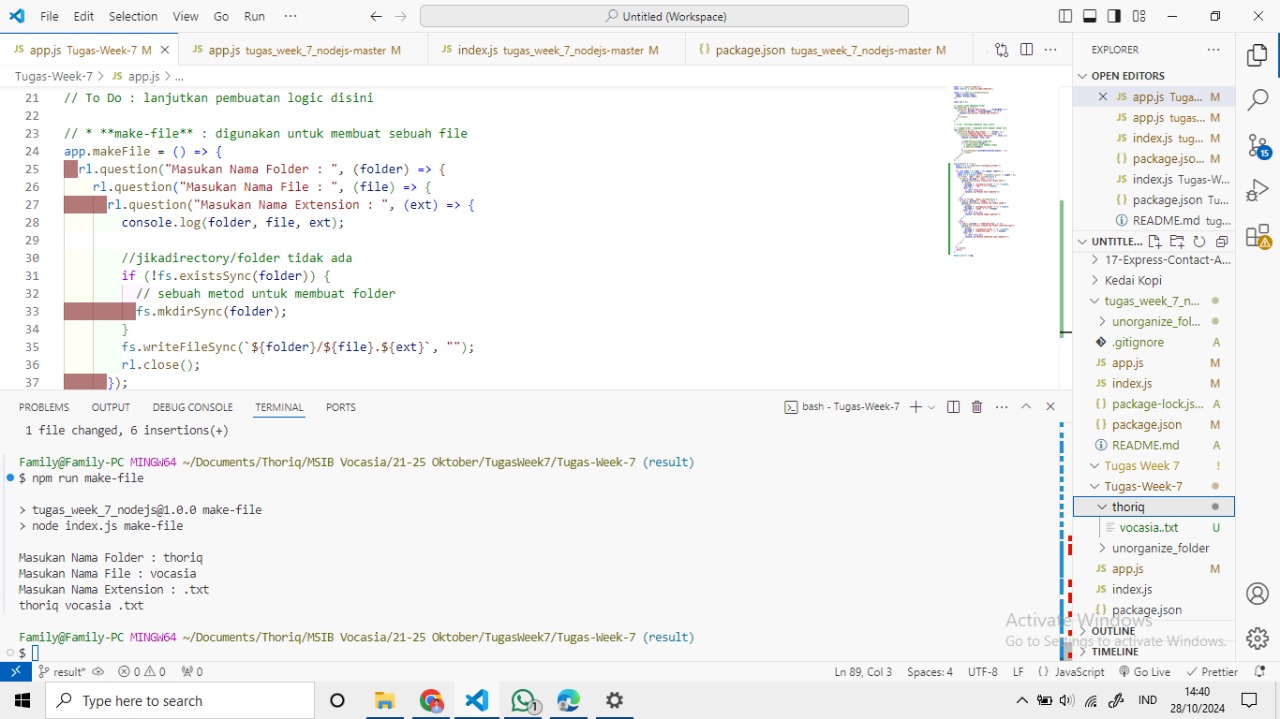 File Edit Selection View Go Run ··· Untitled (Workspace)
app.js Tugas-Week-7 M
app.js tugas_week_7_nodejs-master M
index.js tugas_week_7_nodejs-master M
package.json tugas_week_7_nodejs-master M
Tugas-Week-7 > JS app.js > ...
21 // To Do : lanjutkan pembuatan logic disini
22
23 // * **make-file** : digunakan untuk membuat sebuah file
24 app.makeFile = () => {
25 rl.question("Masukan Nama Folder : ", (folder) => {
26 rl.question("Masukan Nama File : ", (file) => {
27 rl.question("Masukan Nama Extension : ", (ext) => {
28 console.log(folder, file, ext);
29
30 //jikadirectory/folder tidak ada
31 if (!fs.existsSync(folder)) {
32 // sebuah metod untuk membuat folder
33 fs.mkdirSync(folder);
34 }
35 fs.writeFileSync(`${folder}/${file}.${ext}`, "");
36 rl.close();
37 });
PROBLEMS OUTPUT DEBUG CONSOLE TERMINAL PORTS
bash - Tugas-Week-7
1 file changed, 6 insertions(+)
Family@Family-PC MINGW64 ~/Documents/Thoriq/MSIB Vocasia/21-25 Oktober/TugasWeek7/Tugas-Week-7 (result)
$ npm run make-file
> tugas_week_7_nodejs@1.0.0 make-file
> node index.js make-file
Masukan Nama Folder : thoriq
Masukan Nama File : vocasia
Masukan Nama Extension : .txt
thoriq vocasia .txt
Family@Family-PC MINGW64 ~/Documents/Thoriq/MSIB Vocasia/21-25 Oktober/TugasWeek7/Tugas-Week-7 (result)
$
EXPLORER
OPEN EDITORS
JS app.js Tuga... M
app.js tugas... M
index.js tug... M
package.jso... M
index.js Tugas-W...
package.json Tu...
README.md tug...
UNTITLE...
17-Express-Contact-A...
Kedai Kopi
tugas_week_7_n...
unorganize_fol...
.gitignore A
JS app.js M
JS index.js M
package-lock.js... A
package.json M
README.md A
Tugas Week 7 !
Tugas-Week-7
thoriq
vocasia..txt U
unorganize_folder
JS app.js M
JS index.js
package.json
OUTLINE
TIMELINE
15
Activate Windows
Go to Settings to activate Windows.
result* 0 0 0
Ln 89, Col 3 Spaces: 4 UTF-8 LF { } JavaScript Go Live Prettier
Type here to search
1
IND
14:40
28/10/2024